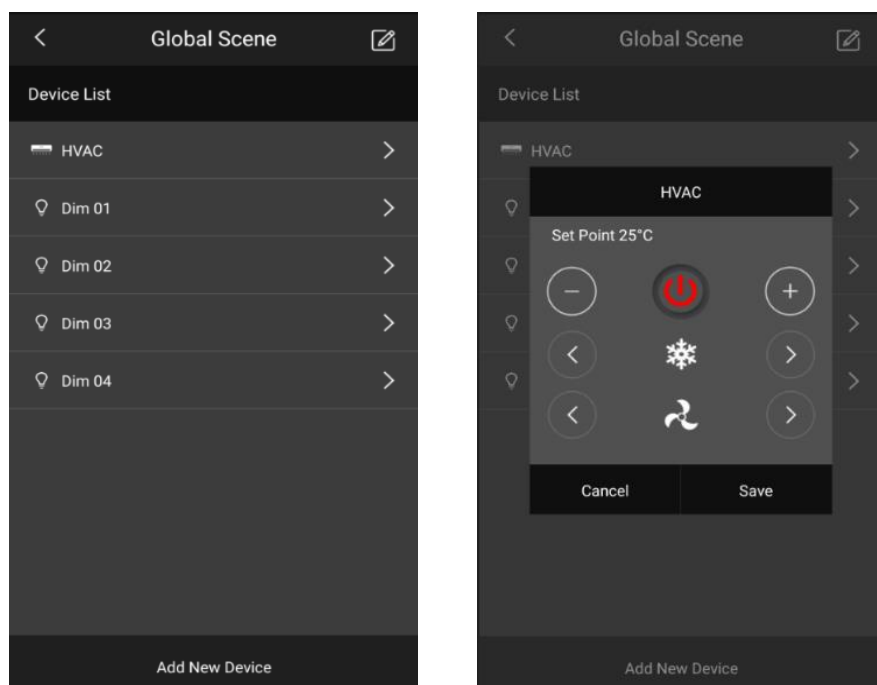 Global Scene
Device List
HVAC
Dim 01
Dim 02
Dim 03
Dim 04
Add New Device
Global Scene
Device List
HVAC
HVAC
Set Point 25°C
Cancel Save
Add New Device